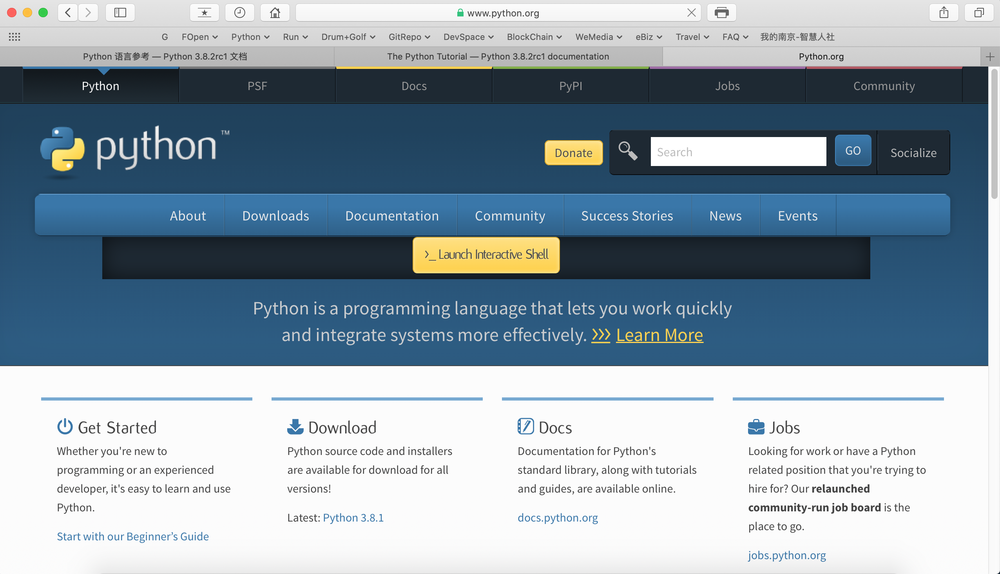 www.python.org
G FOpen Python Run Drum+Golf GitRepo DevSpace BlockChain WeMedia eBiz Travel FAQ 我的南京-智慧人社
Python 语言参考 — Python 3.8.2rc1 文档
The Python Tutorial — Python 3.8.2rc1 documentation
Python.org
Python PSF Docs PyPI Jobs Community
python™
Donate
Search
GO
Socialize
About Downloads Documentation Community Success Stories News Events
>_ Launch Interactive Shell
Python is a programming language that lets you work quickly
and integrate systems more effectively. >>> Learn More
Get Started
Whether you're new to
programming or an experienced
developer, it's easy to learn and use
Python.
Start with our Beginner’s Guide
Download
Python source code and installers
are available for download for all
versions!
Latest: Python 3.8.1
Docs
Documentation for Python's
standard library, along with tutorials
and guides, are available online.
docs.python.org
Jobs
Looking for work or have a Python
related position that you're trying to
hire for? Our relaunched
community-run job board is the
place to go.
jobs.python.org